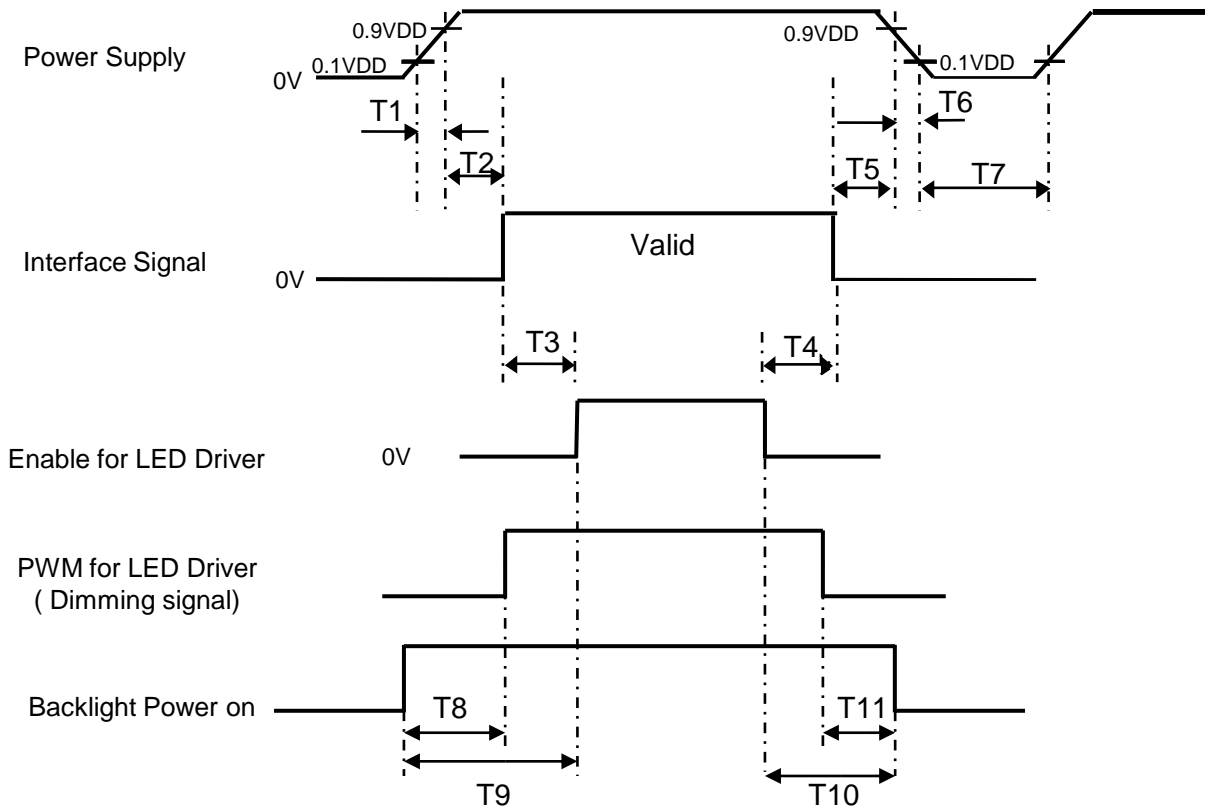 0.9VDD
0.9VDD
Power Supply
0.1VDD
0.1VDD
0V
T1
T6
T2
T5
T7
Valid
Interface Signal
0V
T3
T4
Enable for LED Driver
0V
PWM for LED Driver
( Dimming signal)
Backlight Power on
T8
T11
T9
T10